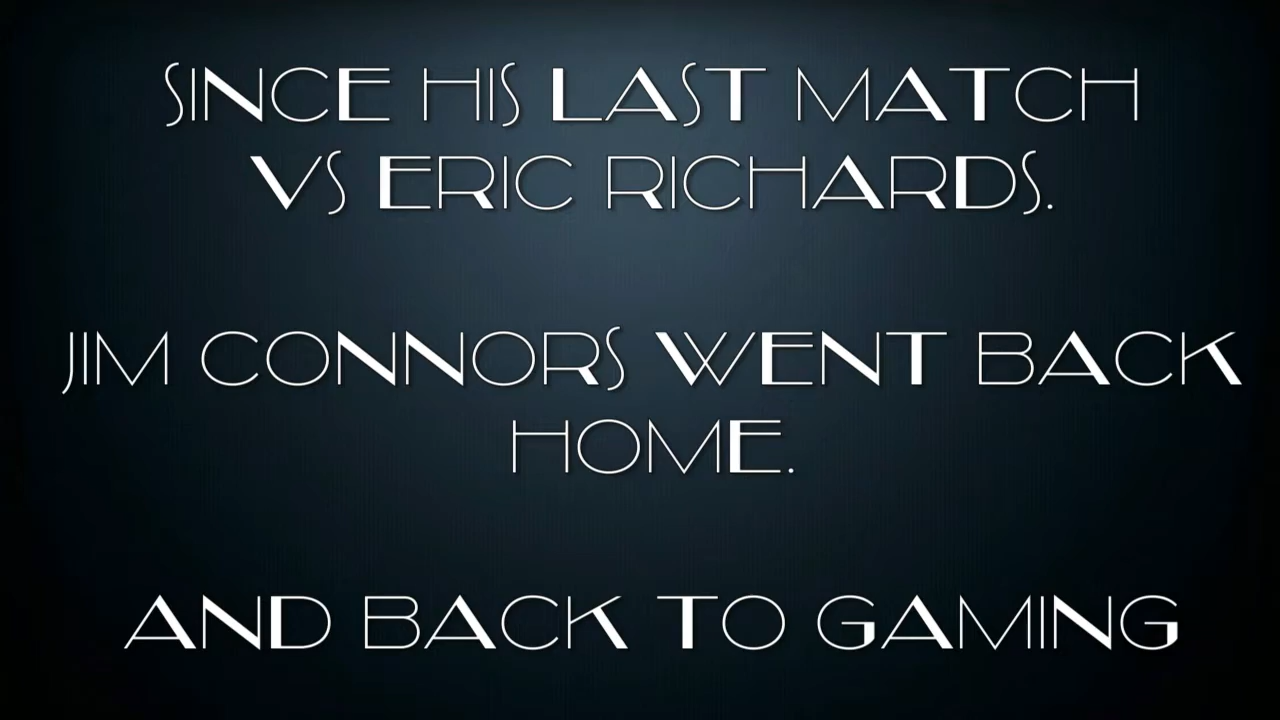 SINCE HIS LAST MATCH
VS ERIC RICHARDS.
JIM CONNORS WENT BACK
HOME.
AND BACK TO GAMING